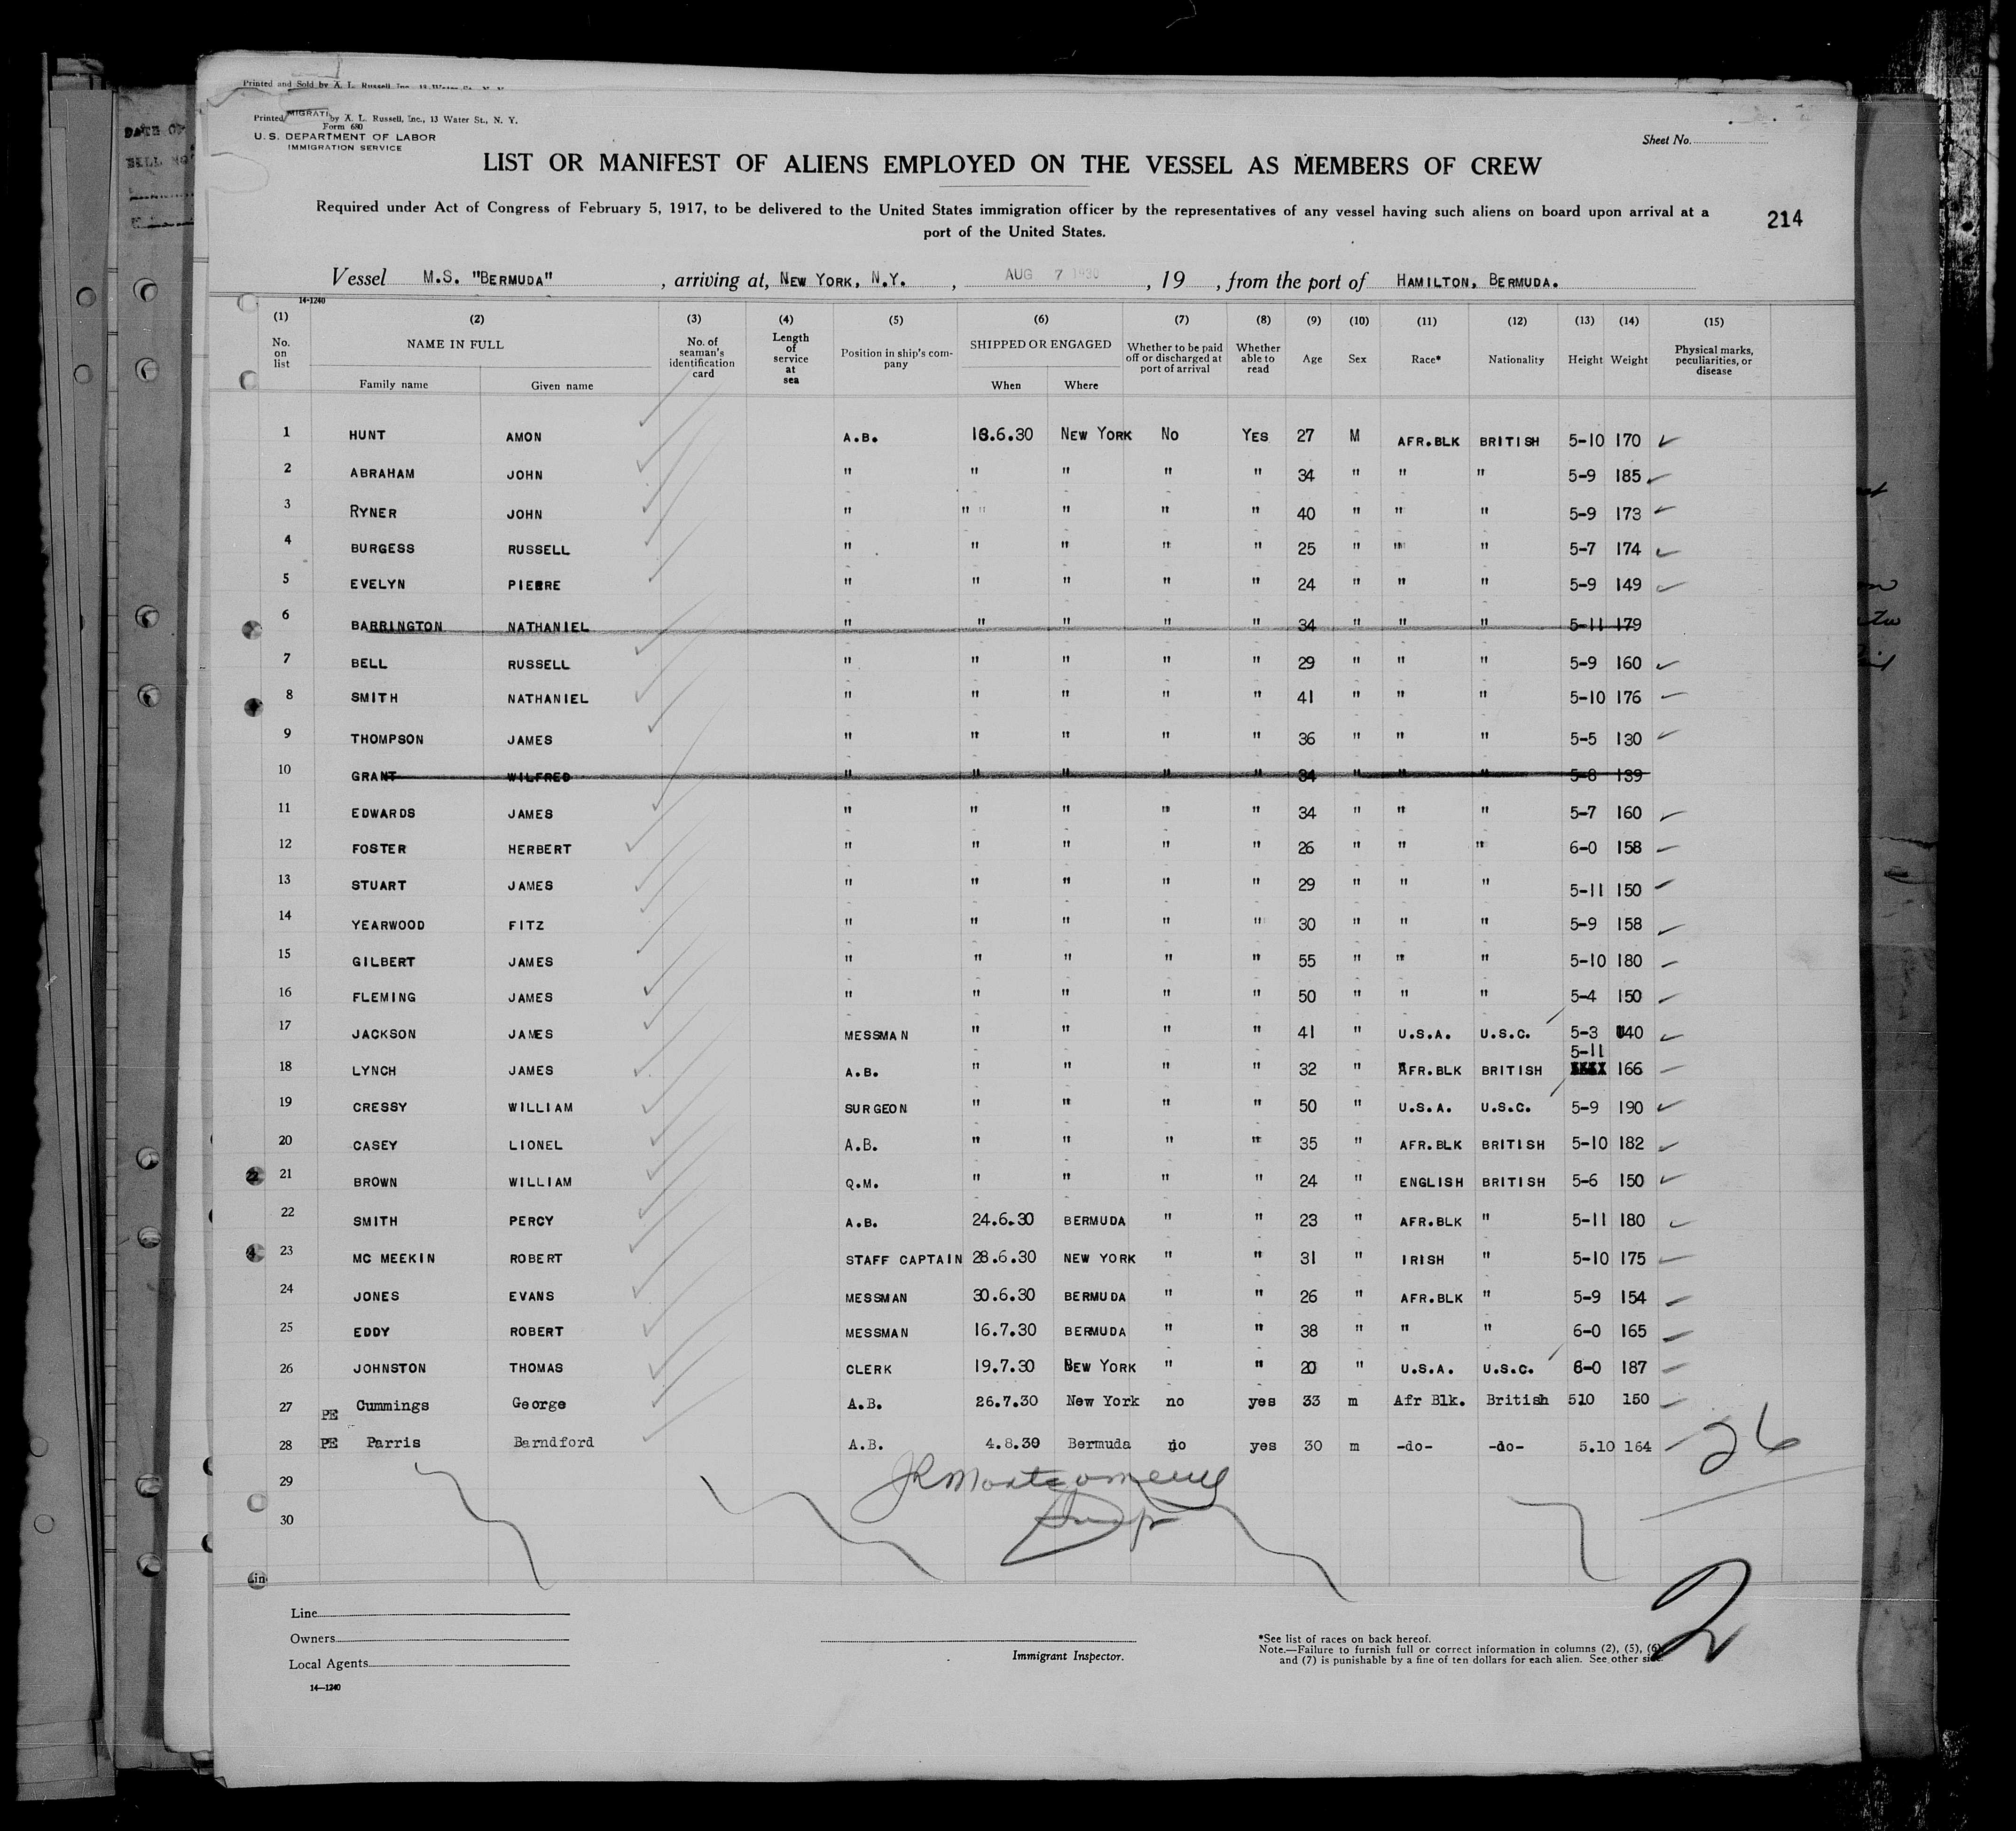 Printed and Sold by A. L. Russell, Inc., 13 Water St., N. Y.
Printed by A. L. Russell, Inc., 13 Water St., N. Y.
Form 680
U. S. DEPARTMENT OF LABOR
IMMIGRATION SERVICE
Sheet No.
LIST OR MANIFEST OF ALIENS EMPLOYED ON THE VESSEL AS MEMBERS OF CREW
Required under Act of Congress of February 5, 1917, to be delivered to the United States immigration officer by the representatives of any vessel having such aliens on board upon arrival at a
port of the United States.
214
Vessel M.S. "BERMUDA" , arriving at, NEW YORK, N.Y. , AUG 7 1930 , 19 , from the port of HAMILTON, BERMUDA.
14-1240
(1) (2) (3) (4) (5) (6) (7) (8) (9) (10) (11) (12) (13) (14) (15)
No. on list NAME IN FULL Family name Given name No. of seaman's identification card Length of service at sea Position in ship's company SHIPPED OR ENGAGED When Where Whether to be paid off or discharged at port of arrival Whether able to read Age Sex Race* Nationality Height Weight Physical marks, peculiarities, or disease
1 HUNT AMON A.B. 18.6.30 NEW YORK NO YES 27 M AFR.BLK BRITISH 5-10 170
2 ABRAHAM JOHN " " " " " 34 " " " 5-9 185
3 RYNER JOHN " " " " " " 40 " " " 5-9 173
4 BURGESS RUSSELL " " " " " 25 " " " 5-7 174
5 EVELYN PIERRE " " " " " 24 " " " 5-9 149
6 BARRINGTON NATHANIEL " " " " " 34 " " " 5-11 179
7 BELL RUSSELL " " " " " 29 " " " 5-9 160
8 SMITH NATHANIEL " " " " " 41 " " " 5-10 176
9 THOMPSON JAMES " " " " " 36 " " " 5-5 130
10 GRANT WILFRED " " " " " 34 " " " 5-8 139
11 EDWARDS JAMES " " " " " 34 " " " 5-7 160
12 FOSTER HERBERT " " " " " 26 " " " 6-0 158
13 STUART JAMES " " " " " 29 " " " 5-11 150
14 YEARWOOD FITZ " " " " " 30 " " " 5-9 158
15 GILBERT JAMES " " " " " 55 " " " 5-10 180
16 FLEMING JAMES " " " " " 50 " " " 5-4 150
17 JACKSON JAMES MESSMAN " " " " 41 " U.S.A. U.S.C. 5-3 140
5-11
18 LYNCH JAMES A.B. " " " " 32 " AFR.BLK BRITISH XXXX 166
19 CRESSY WILLIAM SURGEON " " " " 50 " U.S.A. U.S.C. 5-9 190
20 CASEY LIONEL A.B. " " " " 35 " AFR.BLK BRITISH 5-10 182
21 BROWN WILLIAM Q.M. " " " " 24 " ENGLISH BRITISH 5-6 150
22 SMITH PERCY A.B. 24.6.30 BERMUDA " " 23 " AFR.BLK " 5-11 180
23 MC MEEKIN ROBERT STAFF CAPTAIN 28.6.30 NEW YORK " " 31 " IRISH " 5-10 175
24 JONES EVANS MESSMAN 30.6.30 BERMUDA " " 26 " AFR.BLK " 5-9 154
25 EDDY ROBERT MESSMAN 16.7.30 BERMUDA " " 38 " " " 6-0 165
26 JOHNSTON THOMAS CLERK 19.7.30 NEW YORK " " 20 " U.S.A. U.S.C. 6-0 187
27 PE Cummings George A.B. 26.7.30 New York no yes 33 m Afr Blk. British 510 150
28 PE Parris Barndford A.B. 4.8.30 Bermuda no yes 30 m -do- -do- 5.10 164
26
29 JR Montgomery
30 Insp
2
Line
Owners
Local Agents
14—1240
Immigrant Inspector.
*See list of races on back hereof.
Note.—Failure to furnish full or correct information in columns (2), (5), (6)
and (7) is punishable by a fine of ten dollars for each alien. See other side.